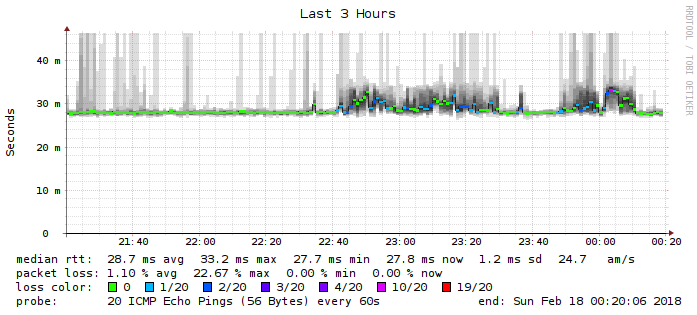 Last 3 Hours
RRDTOOL / TOBI OETIKER
Seconds
40 m
30 m
20 m
10 m
0
21:40 22:00 22:20 22:40 23:00 23:20 23:40 00:00 00:20
median rtt: 28.7 ms avg 33.2 ms max 27.7 ms min 27.8 ms now 1.2 ms sd 24.7 am/s
packet loss: 1.10 % avg 22.67 % max 0.00 % min 0.00 % now
loss color: 0 1/20 2/20 3/20 4/20 10/20 19/20
probe: 20 ICMP Echo Pings (56 Bytes) every 60s end: Sun Feb 18 00:20:06 2018